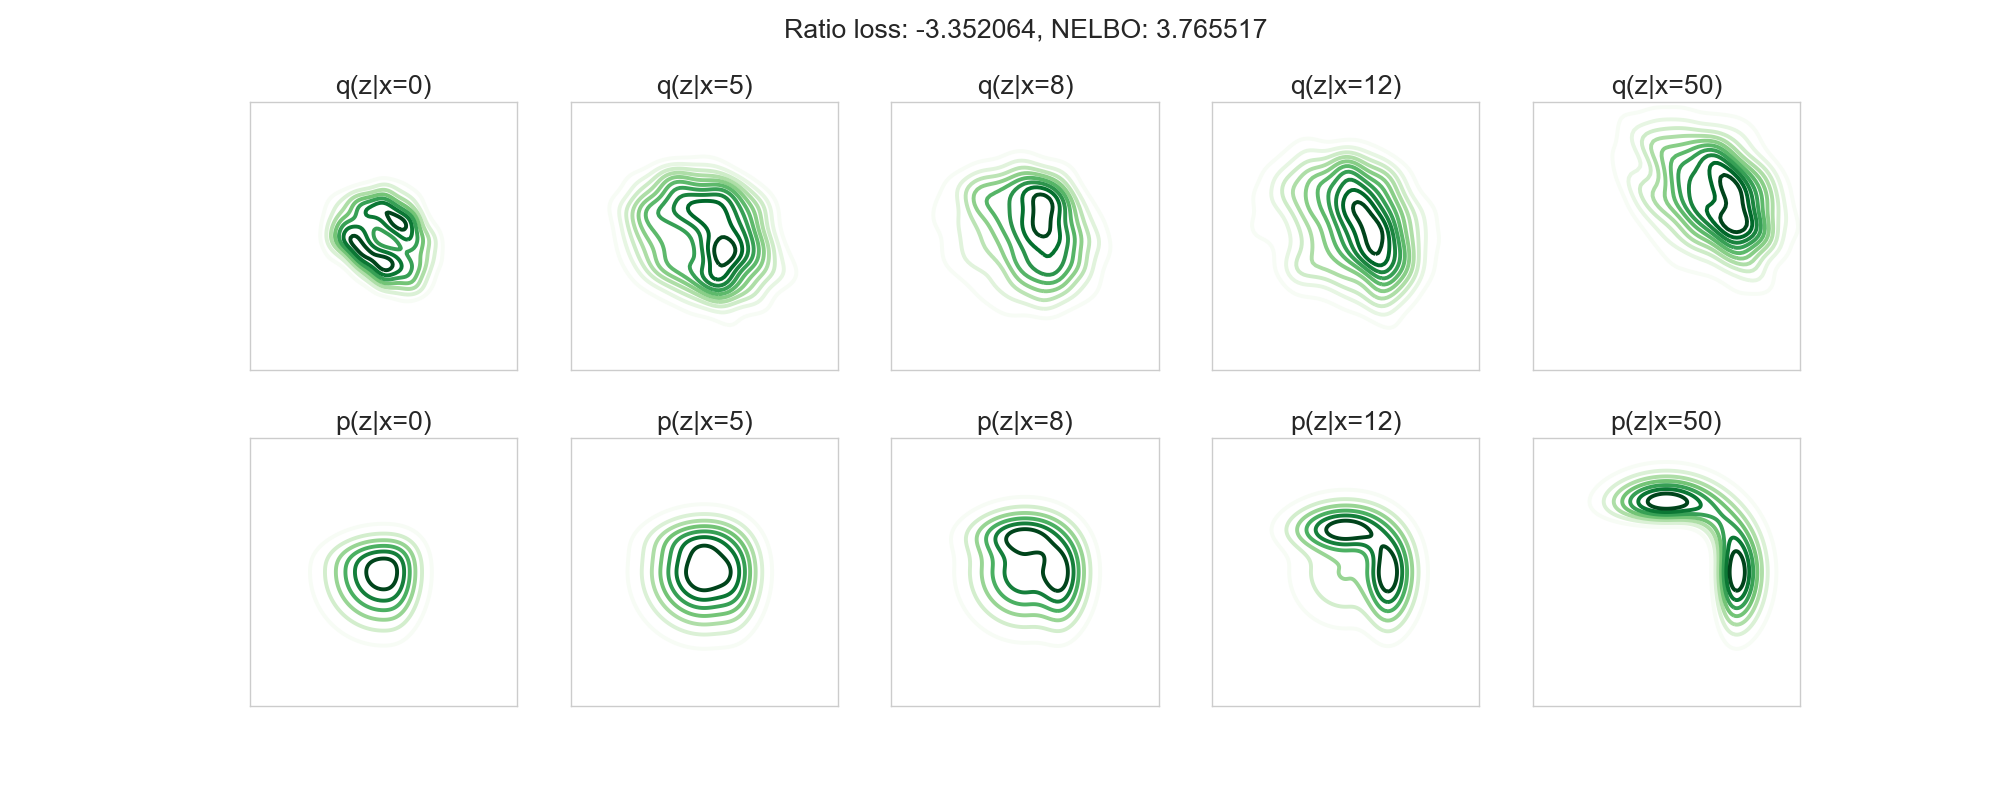 Ratio loss: -3.352064, NELBO: 3.765517
q(z|x=0) q(z|x=5) q(z|x=8) q(z|x=12) q(z|x=50)
p(z|x=0) p(z|x=5) p(z|x=8) p(z|x=12) p(z|x=50)